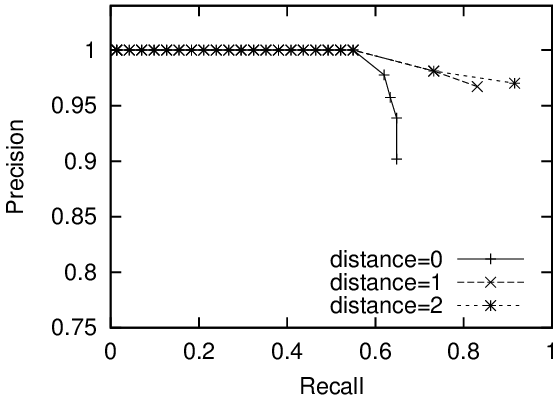 1
0.95
0.9
0.85
0.8
0.75
Precision
distance=0
distance=1
distance=2
0 0.2 0.4 0.6 0.8 1
Recall